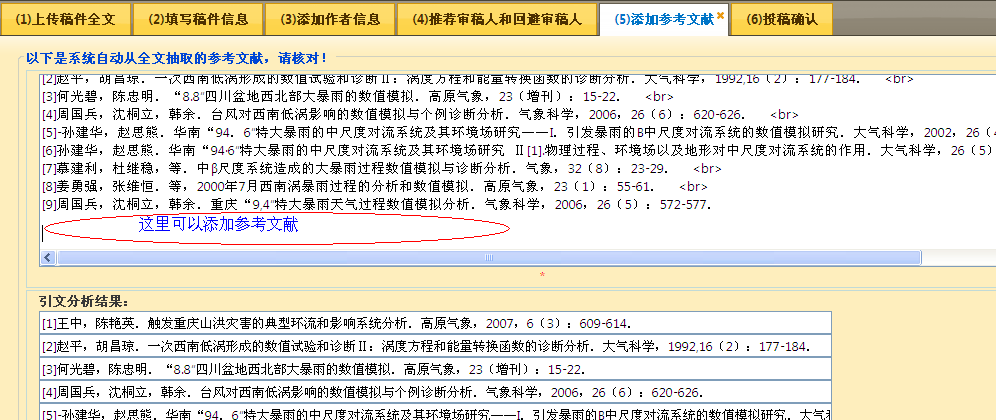 (1)上传稿件全文 (2)填写稿件信息 (3)添加作者信息 (4)推荐审稿人和回避审稿人 (5)添加参考文献 (6)投稿确认
以下是系统自动从全文抽取的参考文献，请核对！
[2]赵平，胡昌琼．一次西南低涡形成的数值试验和诊断Ⅱ：涡度方程和能量转换函数的诊断分析．大气科学，1992,16（2）：177-184. <br>
[3]何光碧，陈忠明．“8.8”四川盆地西北部大暴雨的数值模拟．高原气象，23（增刊）：15-22. <br>
[4]周国兵，沈桐立，韩余．台风对西南低涡影响的数值模拟与个例诊断分析．气象科学，2006，26（6）：620-626. <br>
[5]-孙建华，赵思熊．华南“94．6”特大暴雨的中尺度对流系统及其环境场研究——I．引发暴雨的B中尺度对流系统的数值模拟研究．大气科学，2002，26（4
[6]孙建华，赵思熊．华南“94·6”特大暴雨的中尺度对流系统及其环境场研究 Ⅱ[1].物理过程、环境场以及地形对中尺度对流系统的作用．大气科学，26（5）
[7]慕建利，杜继稳，等．中β尺度系统造成的大暴雨过程数值模拟与诊断分析．气象，32（8）：23-29. <br>
[8]姜勇强，张维恒．等，2000年7月西南涡暴雨过程的分析和数值模拟．高原气象，23（1）：55-61. <br>
[9]周国兵，沈桐立，韩余．重庆“9,4”特大暴雨天气过程数值模拟分析．气象科学，2006，26（5）：572-577.
这里可以添加参考文献
*
引文分析结果：
[1]王中，陈艳英．触发重庆山洪灾害的典型环流和影响系统分析．高原气象，2007，6（3）：609-614.
[2]赵平，胡昌琼．一次西南低涡形成的数值试验和诊断Ⅱ：涡度方程和能量转换函数的诊断分析．大气科学，1992,16（2）：177-184.
[3]何光碧，陈忠明．“8.8”四川盆地西北部大暴雨的数值模拟．高原气象，23（增刊）：15-22.
[4]周国兵，沈桐立，韩余．台风对西南低涡影响的数值模拟与个例诊断分析．气象科学，2006，26（6）：620-626.
[5]-孙建华，赵思熊．华南“94．6”特大暴雨的中尺度对流系统及其环境场研究——I．引发暴雨的B中尺度对流系统的数值模拟研究．大气